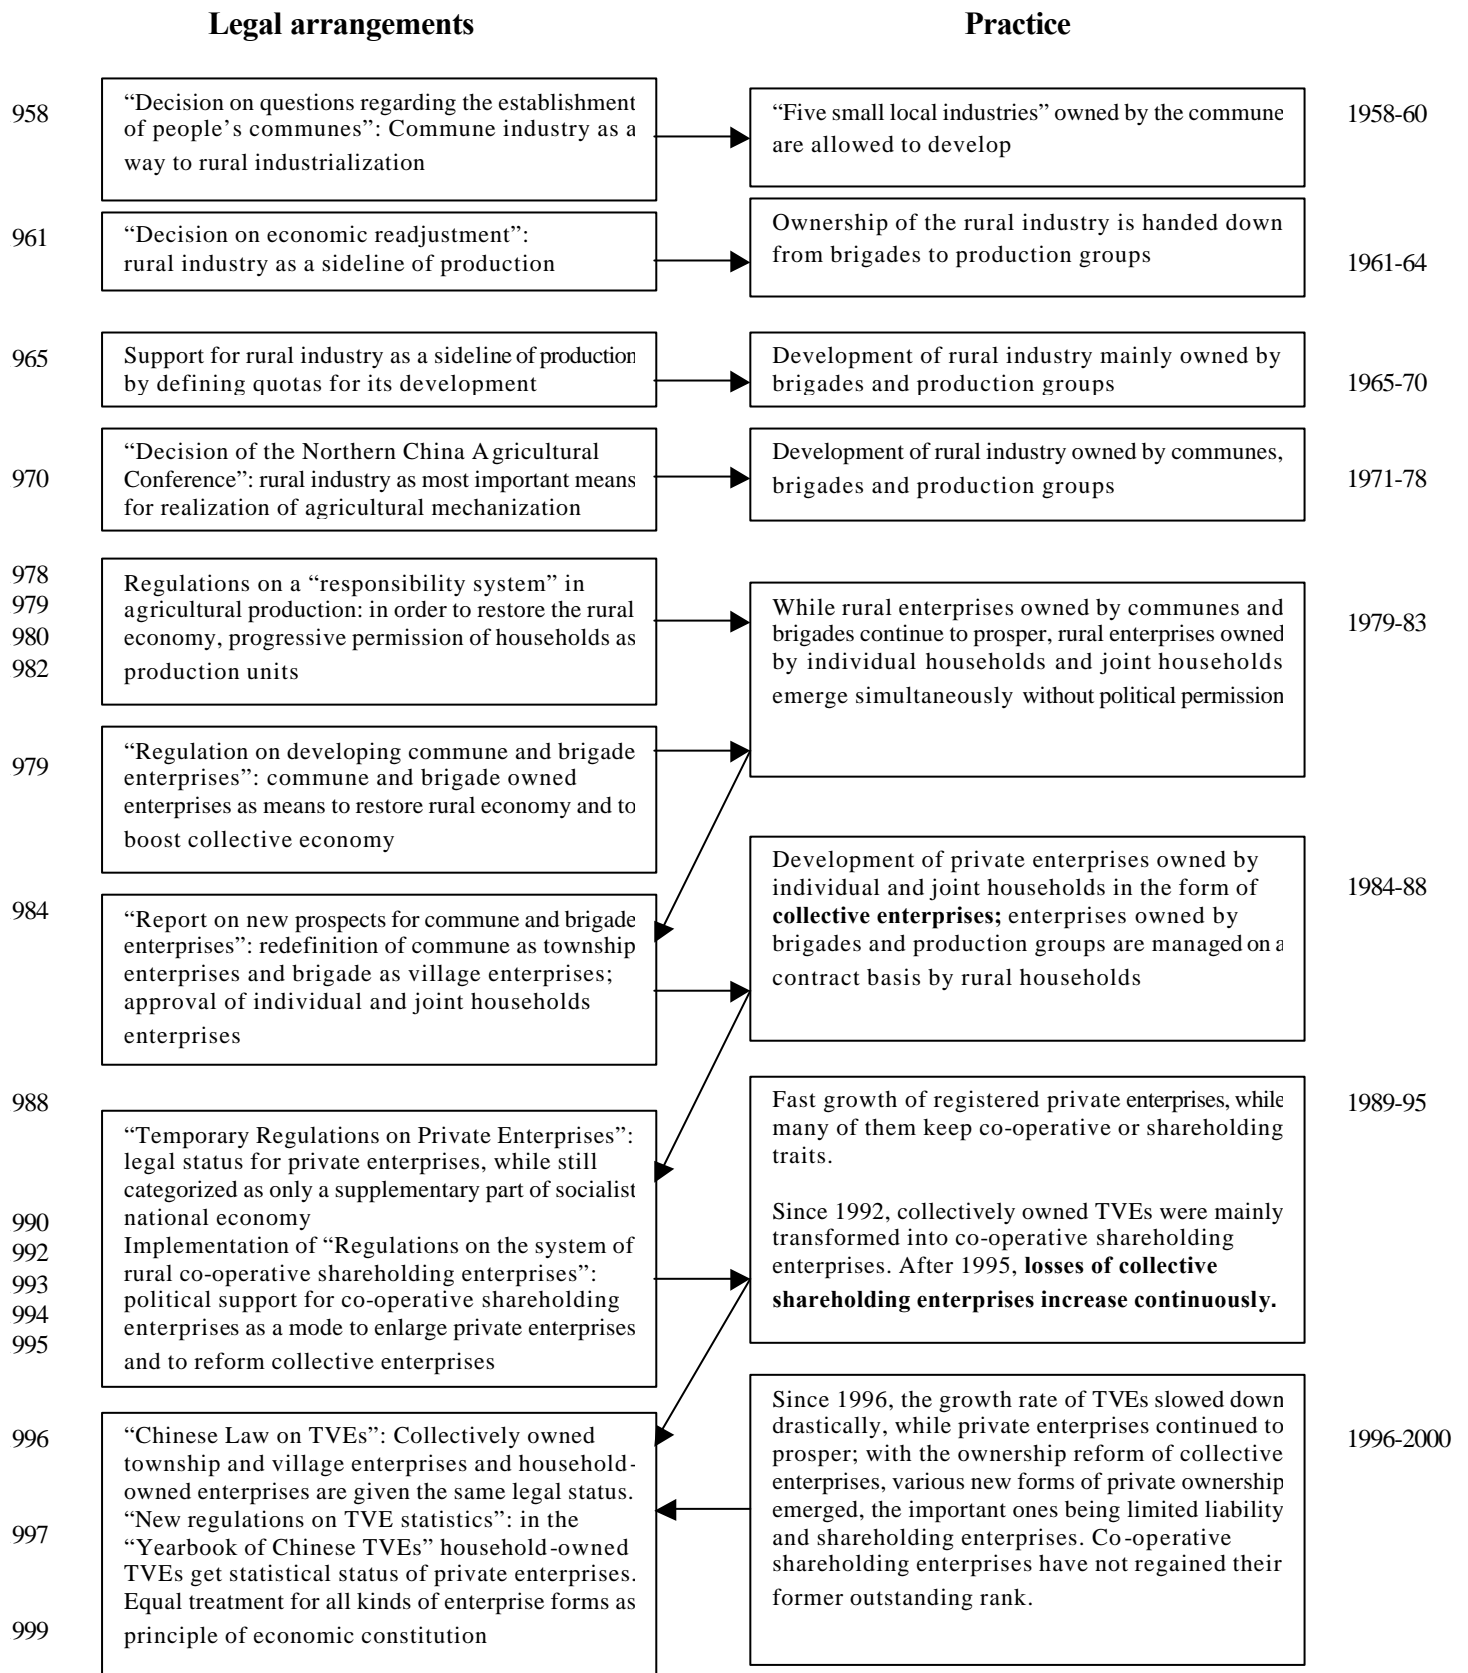 Legal arrangements
Practice
958
“Decision on questions regarding the establishment
of people’s communes”: Commune industry as a
way to rural industrialization
“Five small local industries” owned by the commune
are allowed to develop
1958-60
961
“Decision on economic readjustment”:
rural industry as a sideline of production
Ownership of the rural industry is handed down
from brigades to production groups
1961-64
965
Support for rural industry as a sideline of production
by defining quotas for its development
Development of rural industry mainly owned by
brigades and production groups
1965-70
970
“Decision of the Northern China Agricultural
Conference”: rural industry as most important means
for realization of agricultural mechanization
Development of rural industry owned by communes,
brigades and production groups
1971-78
978
979
980
982
Regulations on a “responsibility system” in
agricultural production: in order to restore the rural
economy, progressive permission of households as
production units
While rural enterprises owned by communes and
brigades continue to prosper, rural enterprises owned
by individual households and joint households
emerge simultaneously without political permission
1979-83
979
“Regulation on developing commune and brigade
enterprises”: commune and brigade owned
enterprises as means to restore rural economy and to
boost collective economy
984
“Report on new prospects for commune and brigade
enterprises”: redefinition of commune as township
enterprises and brigade as village enterprises;
approval of individual and joint households
enterprises
Development of private enterprises owned by
individual and joint households in the form of
collective enterprises; enterprises owned by
brigades and production groups are managed on a
contract basis by rural households
1984-88
988
990
992
993
994
995
“Temporary Regulations on Private Enterprises”:
legal status for private enterprises, while still
categorized as only a supplementary part of socialist
national economy
Implementation of “Regulations on the system of
rural co-operative shareholding enterprises”:
political support for co-operative shareholding
enterprises as a mode to enlarge private enterprises
and to reform collective enterprises
Fast growth of registered private enterprises, while
many of them keep co-operative or shareholding
traits.
Since 1992, collectively owned TVEs were mainly
transformed into co-operative shareholding
enterprises. After 1995, losses of collective
shareholding enterprises increase continuously.
1989-95
996
997
999
“Chinese Law on TVEs”: Collectively owned
township and village enterprises and household-
owned enterprises are given the same legal status.
“New regulations on TVE statistics”: in the
“Yearbook of Chinese TVEs” household-owned
TVEs get statistical status of private enterprises.
Equal treatment for all kinds of enterprise forms as
principle of economic constitution
Since 1996, the growth rate of TVEs slowed down
drastically, while private enterprises continued to
prosper; with the ownership reform of collective
enterprises, various new forms of private ownership
emerged, the important ones being limited liability
and shareholding enterprises. Co-operative
shareholding enterprises have not regained their
former outstanding rank.
1996-2000